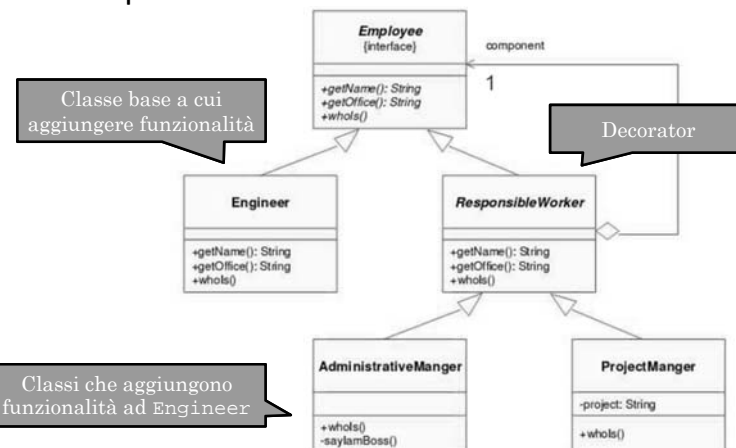 Employee
{interface}
component
1
+getName(): String
+getOffice(): String
+whoIs()
Classe base a cui
aggiungere funzionalità
Decorator
Engineer
+getName(): String
+getOffice(): String
+whoIs()
ResponsibleWorker
+getName(): String
+getOffice(): String
+whoIs()
Classi che aggiungono
funzionalità ad Engineer
AdministrativeManger
+whoIs()
-sayIamBoss()
ProjectManger
-project: String
+whoIs()